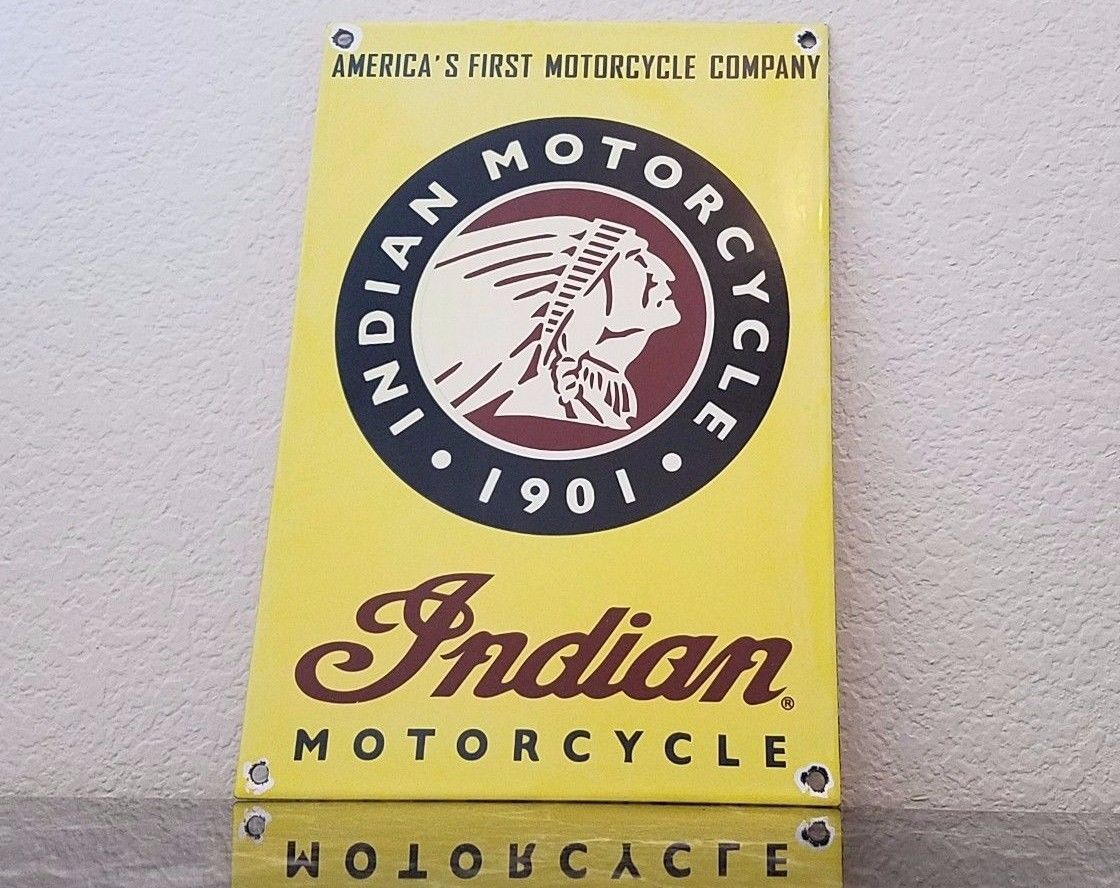 AMERICA'S FIRST MOTORCYCLE COMPANY
INDIAN MOTORCYCLE
• 1901 •
Indian®
MOTORCYCLE
MOTORCYCLE